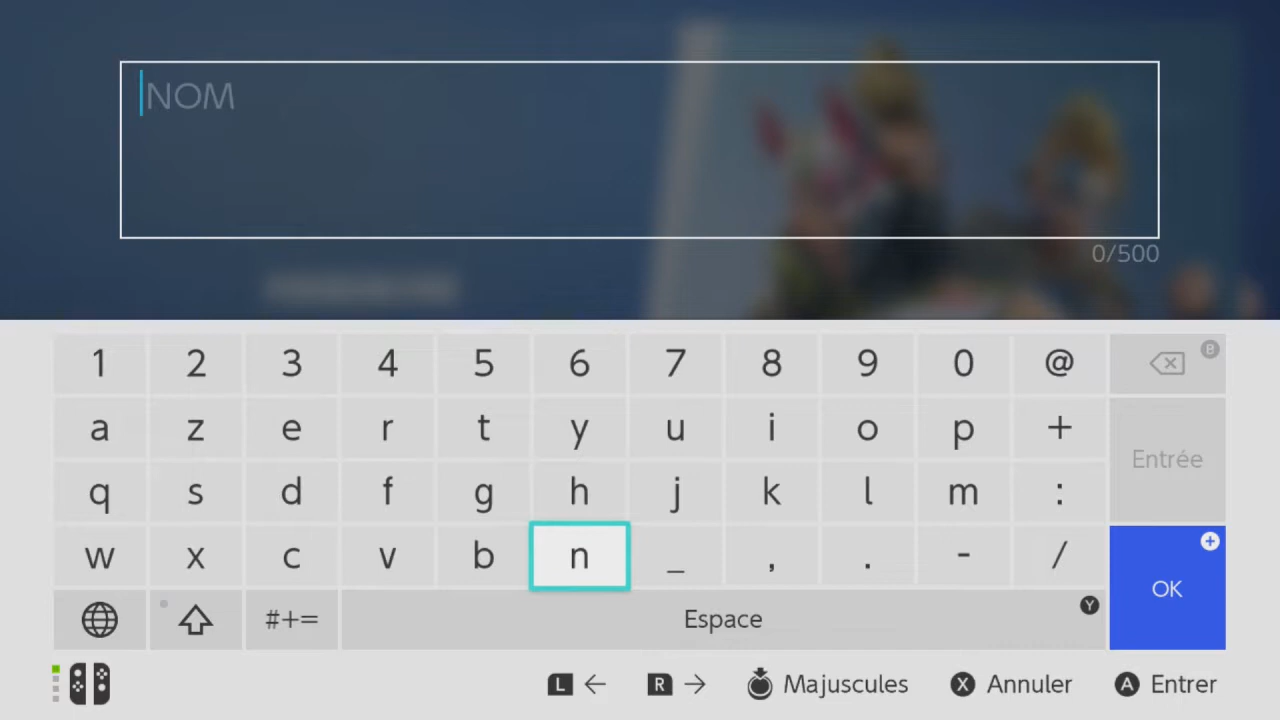 NOM
0/500
1 2 3 4 5 6 7 8 9 0 @ B
a z e r t y u i o p + Entrée
q s d f g h j k l m :
w x c v b n _ , . - / OK
#+= Espace Y
L ← R → Majuscules X Annuler A Entrer